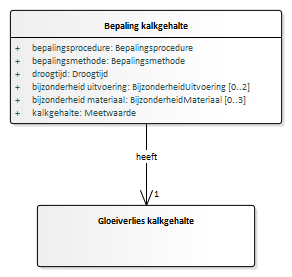 Bepaling kalkgehalte
+ bepalingsprocedure: Bepalingsprocedure
+ bepalingsmethode: Bepalingsmethode
+ droogtijd: Droogtijd
+ bijzonderheid uitvoering: BijzonderheidUitvoering [0..2]
+ bijzonderheid materiaal: BijzonderheidMateriaal [0..3]
+ kalkgehalte: Meetwaarde
heeft
1
Gloeiverlies kalkgehalte